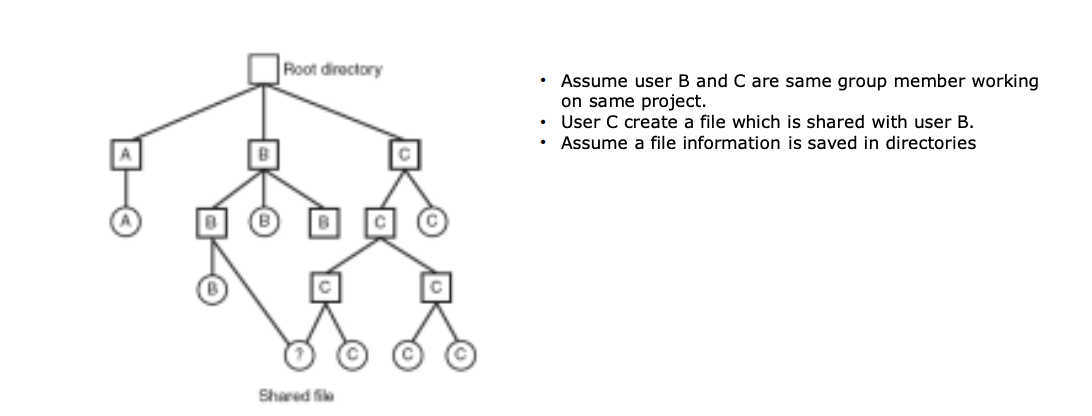 Root directory
A B C
A B B B C C
B C C
? C C C
Shared file
• Assume user B and C are same group member working
on same project.
• User C create a file which is shared with user B.
• Assume a file information is saved in directories